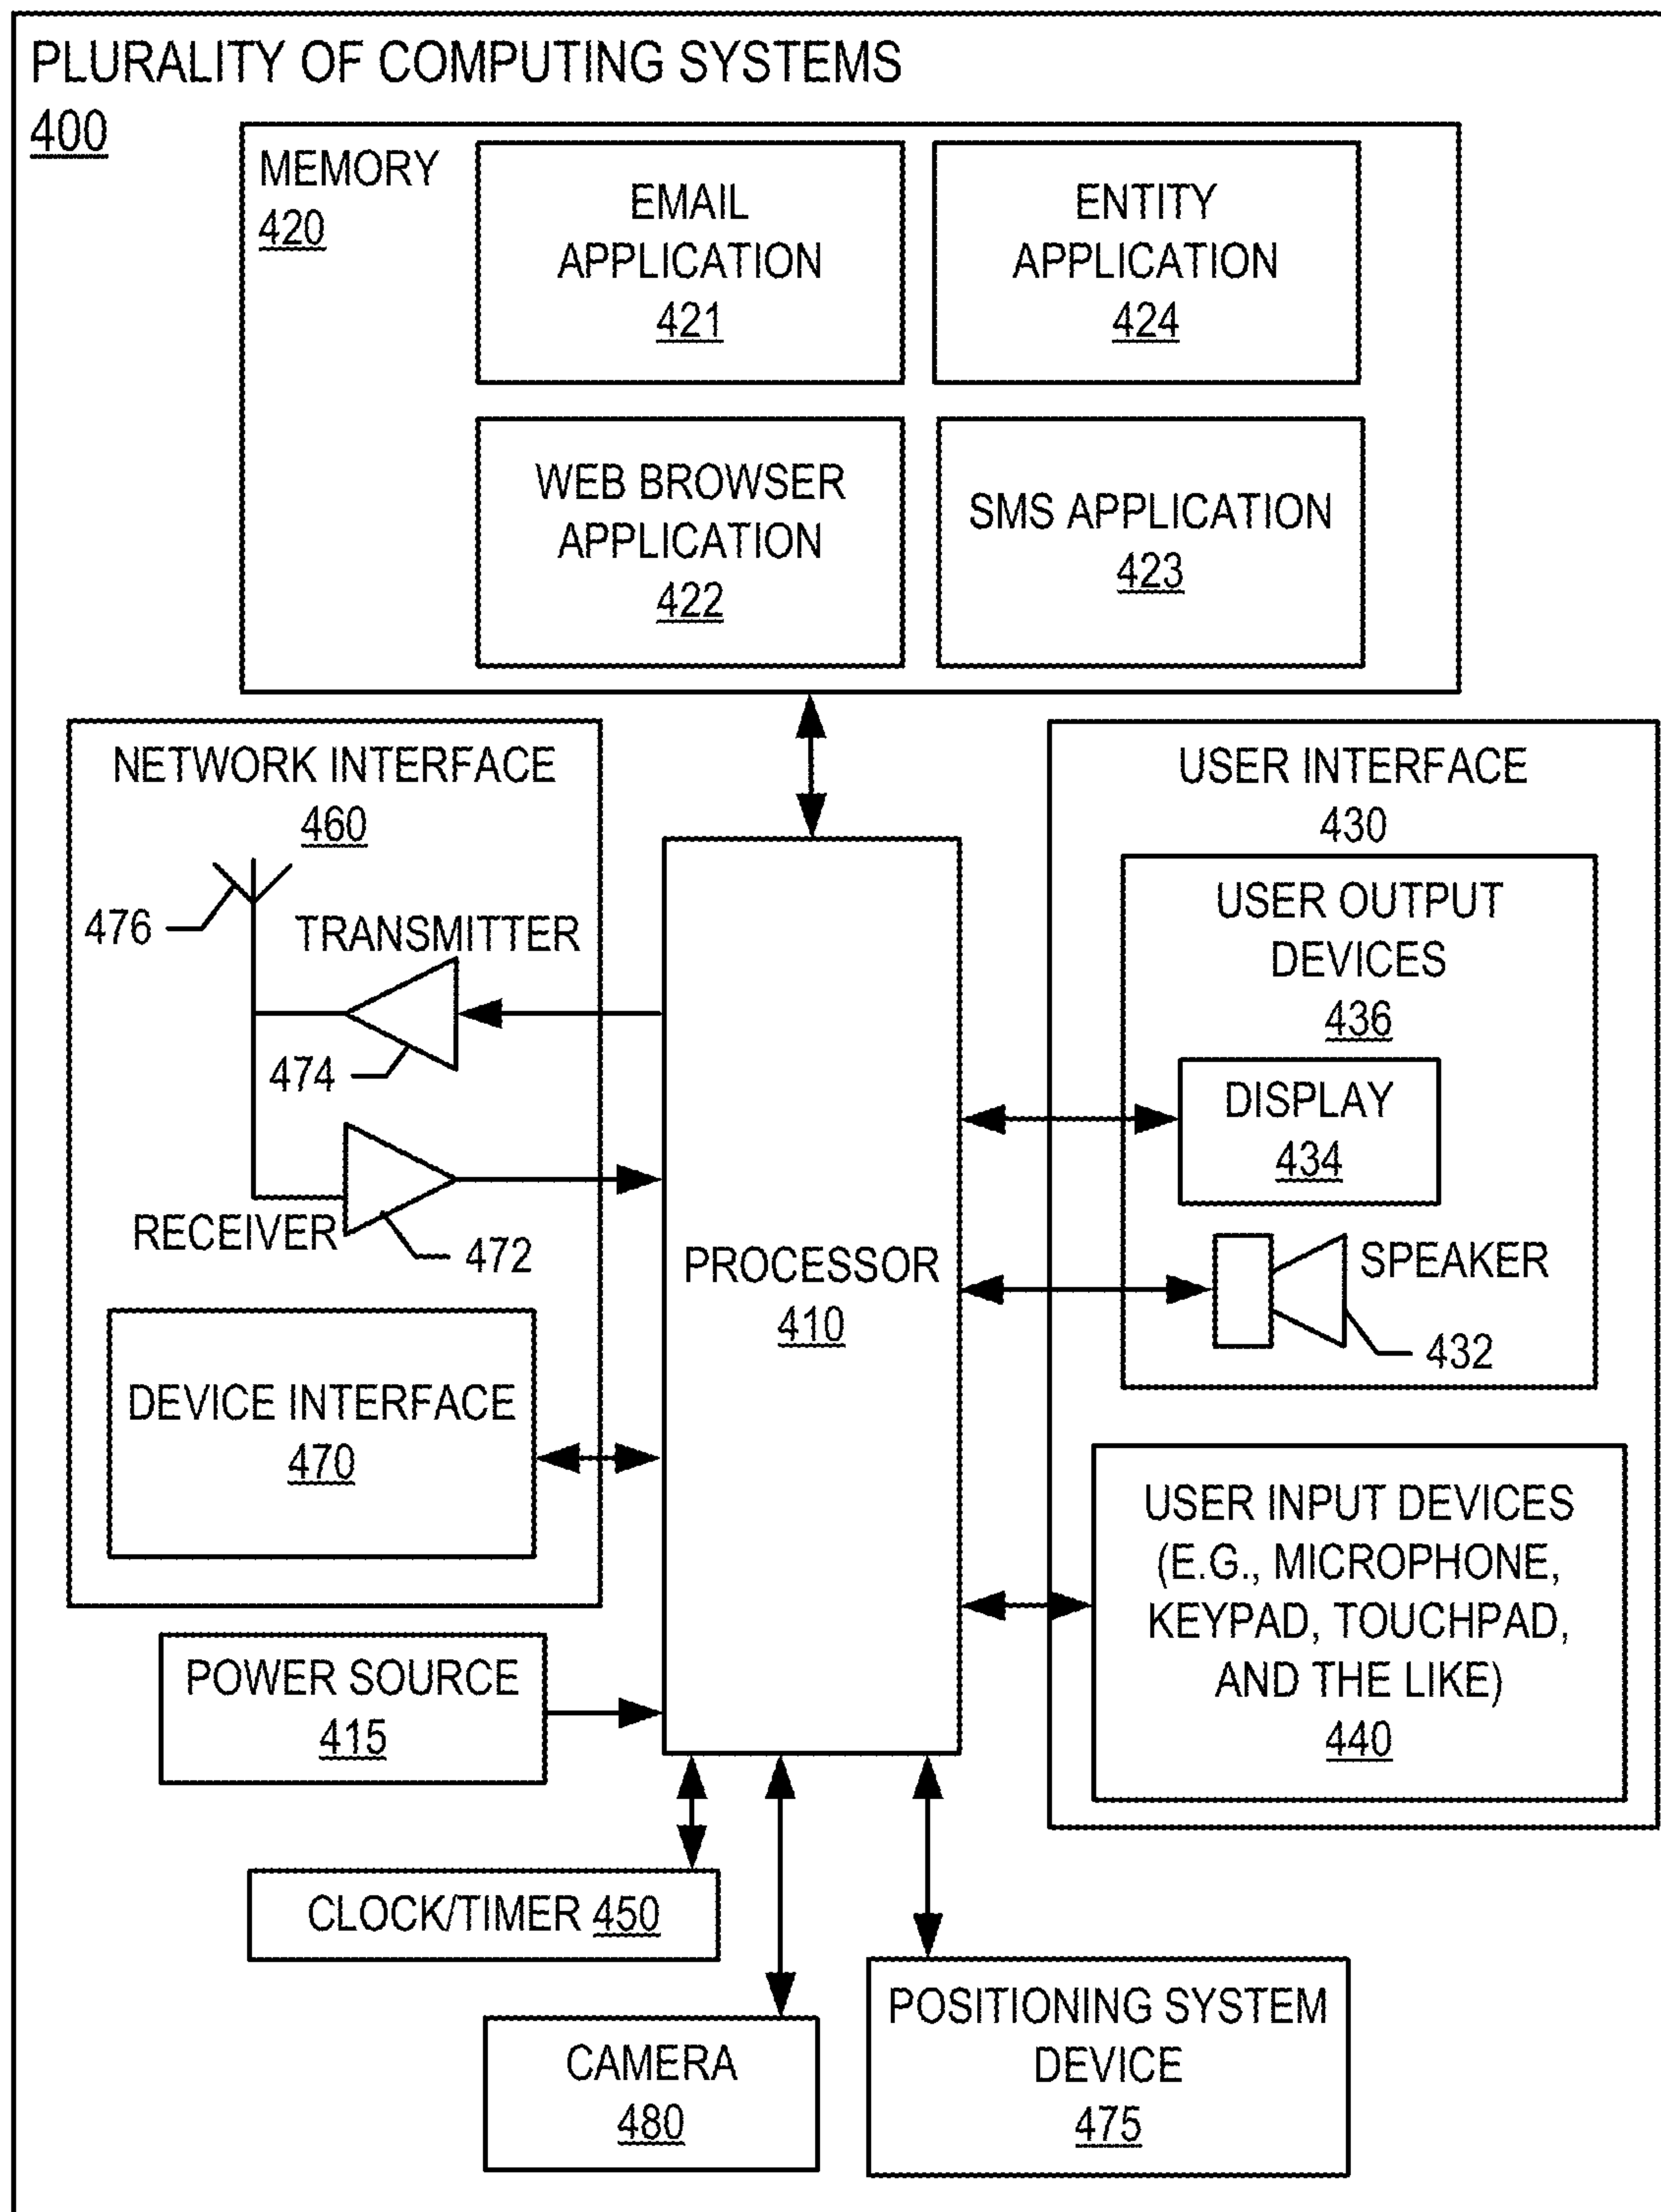 PLURALITY OF COMPUTING SYSTEMS
400
MEMORY
420
EMAIL
APPLICATION
421
ENTITY
APPLICATION
424
WEB BROWSER
APPLICATION
422
SMS APPLICATION
423
NETWORK INTERFACE
460
476
TRANSMITTER
474
RECEIVER
472
DEVICE INTERFACE
470
PROCESSOR
410
USER INTERFACE
430
USER OUTPUT
DEVICES
436
DISPLAY
434
SPEAKER
432
USER INPUT DEVICES
(E.G., MICROPHONE,
KEYPAD, TOUCHPAD,
AND THE LIKE)
440
POWER SOURCE
415
CLOCK/TIMER 450
CAMERA
480
POSITIONING SYSTEM
DEVICE
475